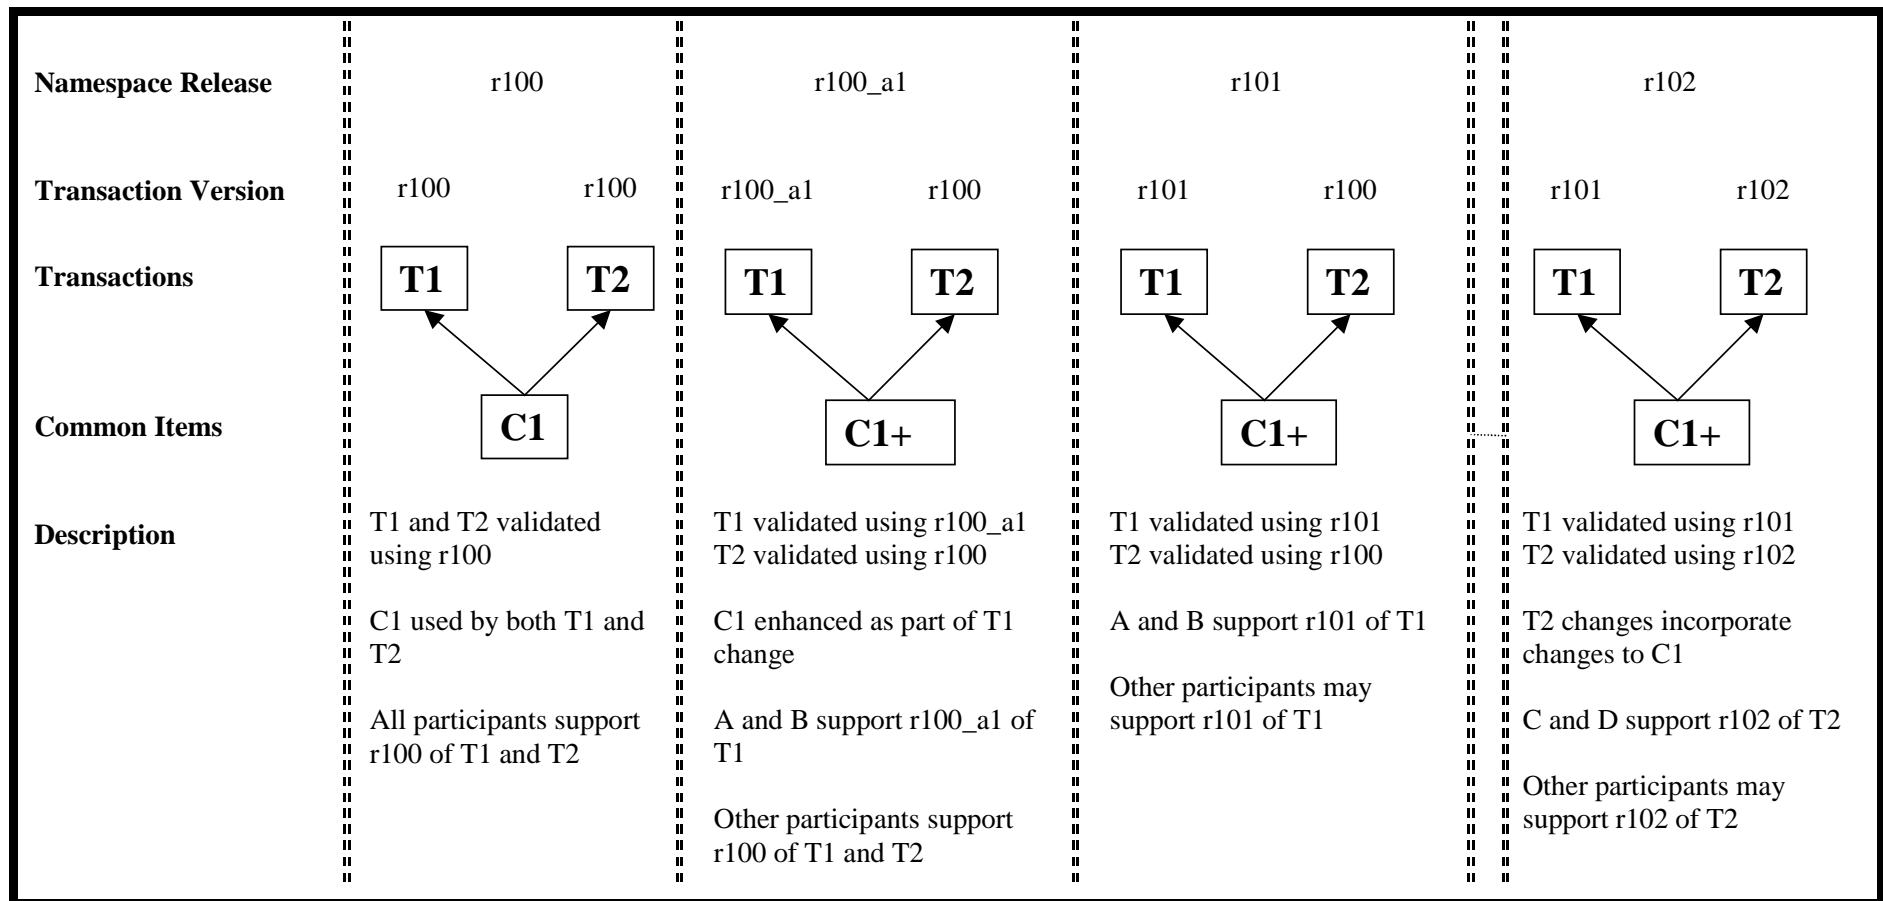 Namespace Release r100 r100_a1 r101 r102
Transaction Version r100 r100 r100_a1 r100 r101 r100 r101 r102
Transactions T1 T2 T1 T2 T1 T2 T1 T2
Common Items C1 C1+ C1+ C1+
Description
T1 and T2 validated
using r100
C1 used by both T1 and
T2
All participants support
r100 of T1 and T2
T1 validated using r100_a1
T2 validated using r100
C1 enhanced as part of T1
change
A and B support r100_a1 of
T1
Other participants support
r100 of T1 and T2
T1 validated using r101
T2 validated using r100
A and B support r101 of T1
Other participants may
support r101 of T1
T1 validated using r101
T2 validated using r102
T2 changes incorporate
changes to C1
C and D support r102 of T2
Other participants may
support r102 of T2